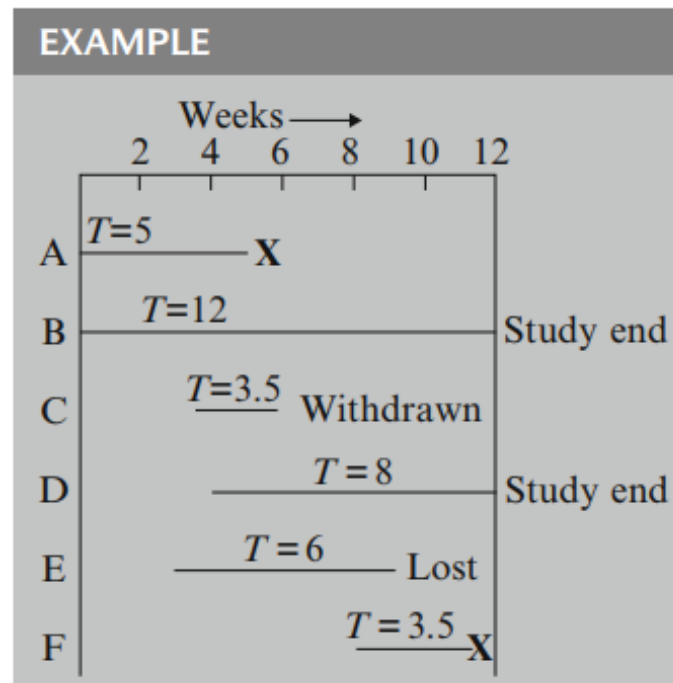 EXAMPLE
Weeks
2 4 6 8 10 12
T=5
A X
T=12
B Study end
T=3.5
C Withdrawn
T = 8
D Study end
T = 6
E Lost
T = 3.5
F X